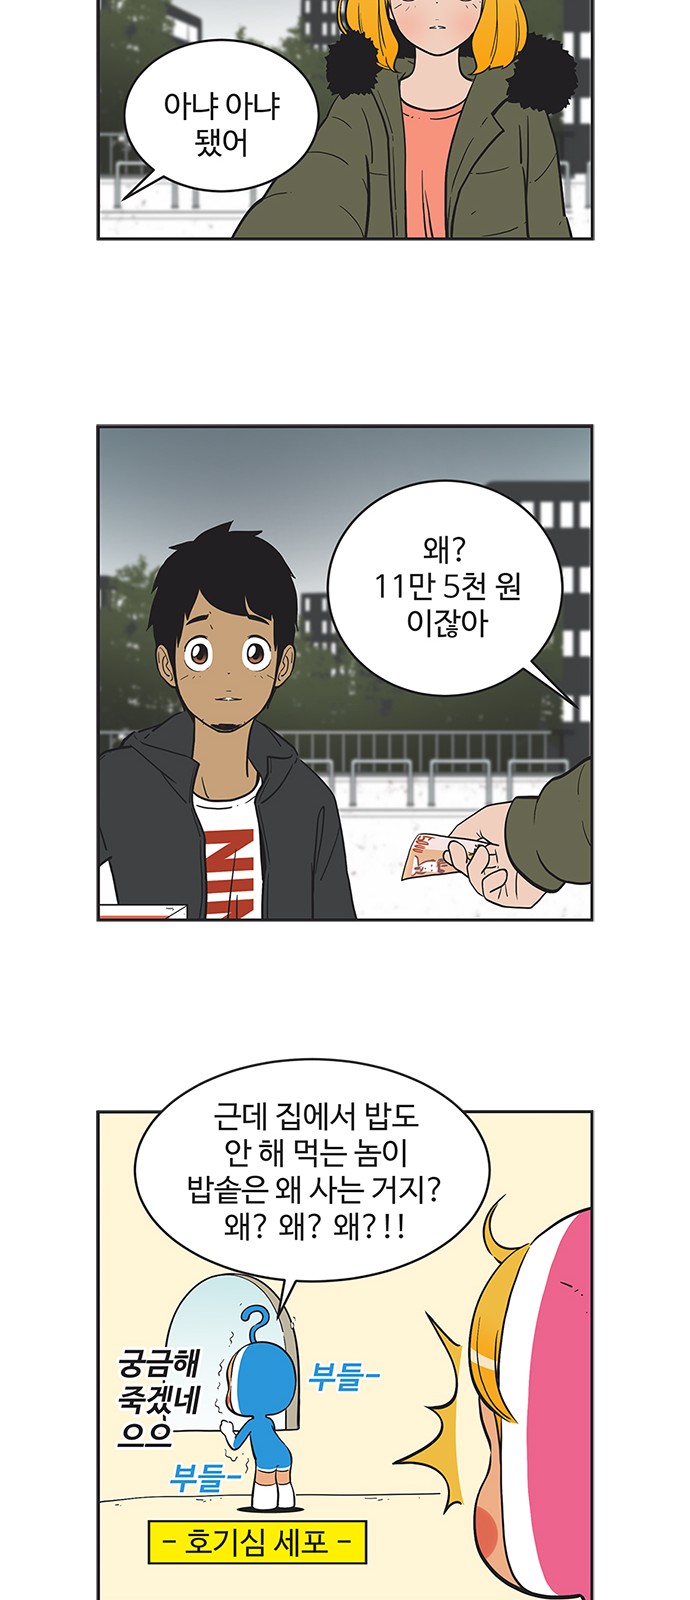 아냐 아냐
됐어
왜?
11만 5천 원
이잖아
NIN
근데 집에서 밥도
안 해 먹는 놈이
밥솥은 왜 사는 거지?
왜? 왜? 왜?!!
?
궁금해
죽겠네
으으
부들-
부들-
- 호기심 세포 -